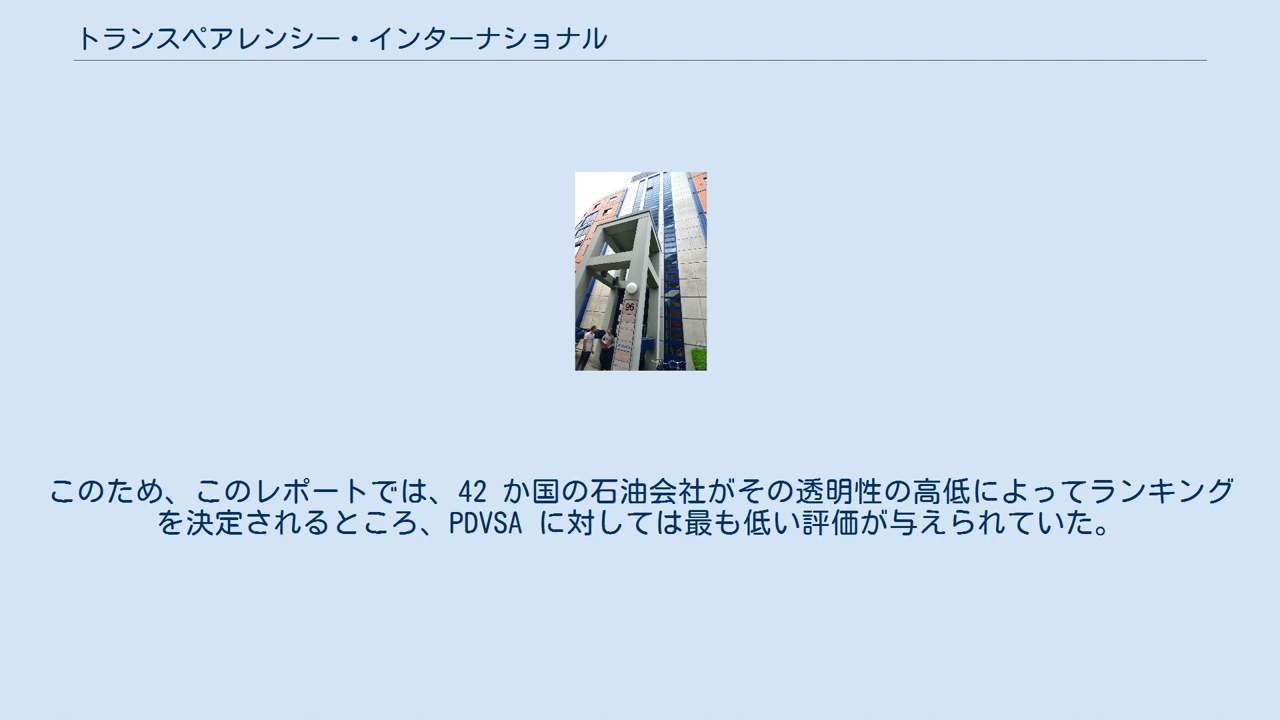 トランスペアレンシー・インターナショナル
96
このため、このレポートでは、42 か国の石油会社がその透明性の高低によってランキング
を決定されるところ、PDVSA に対しては最も低い評価が与えられていた。